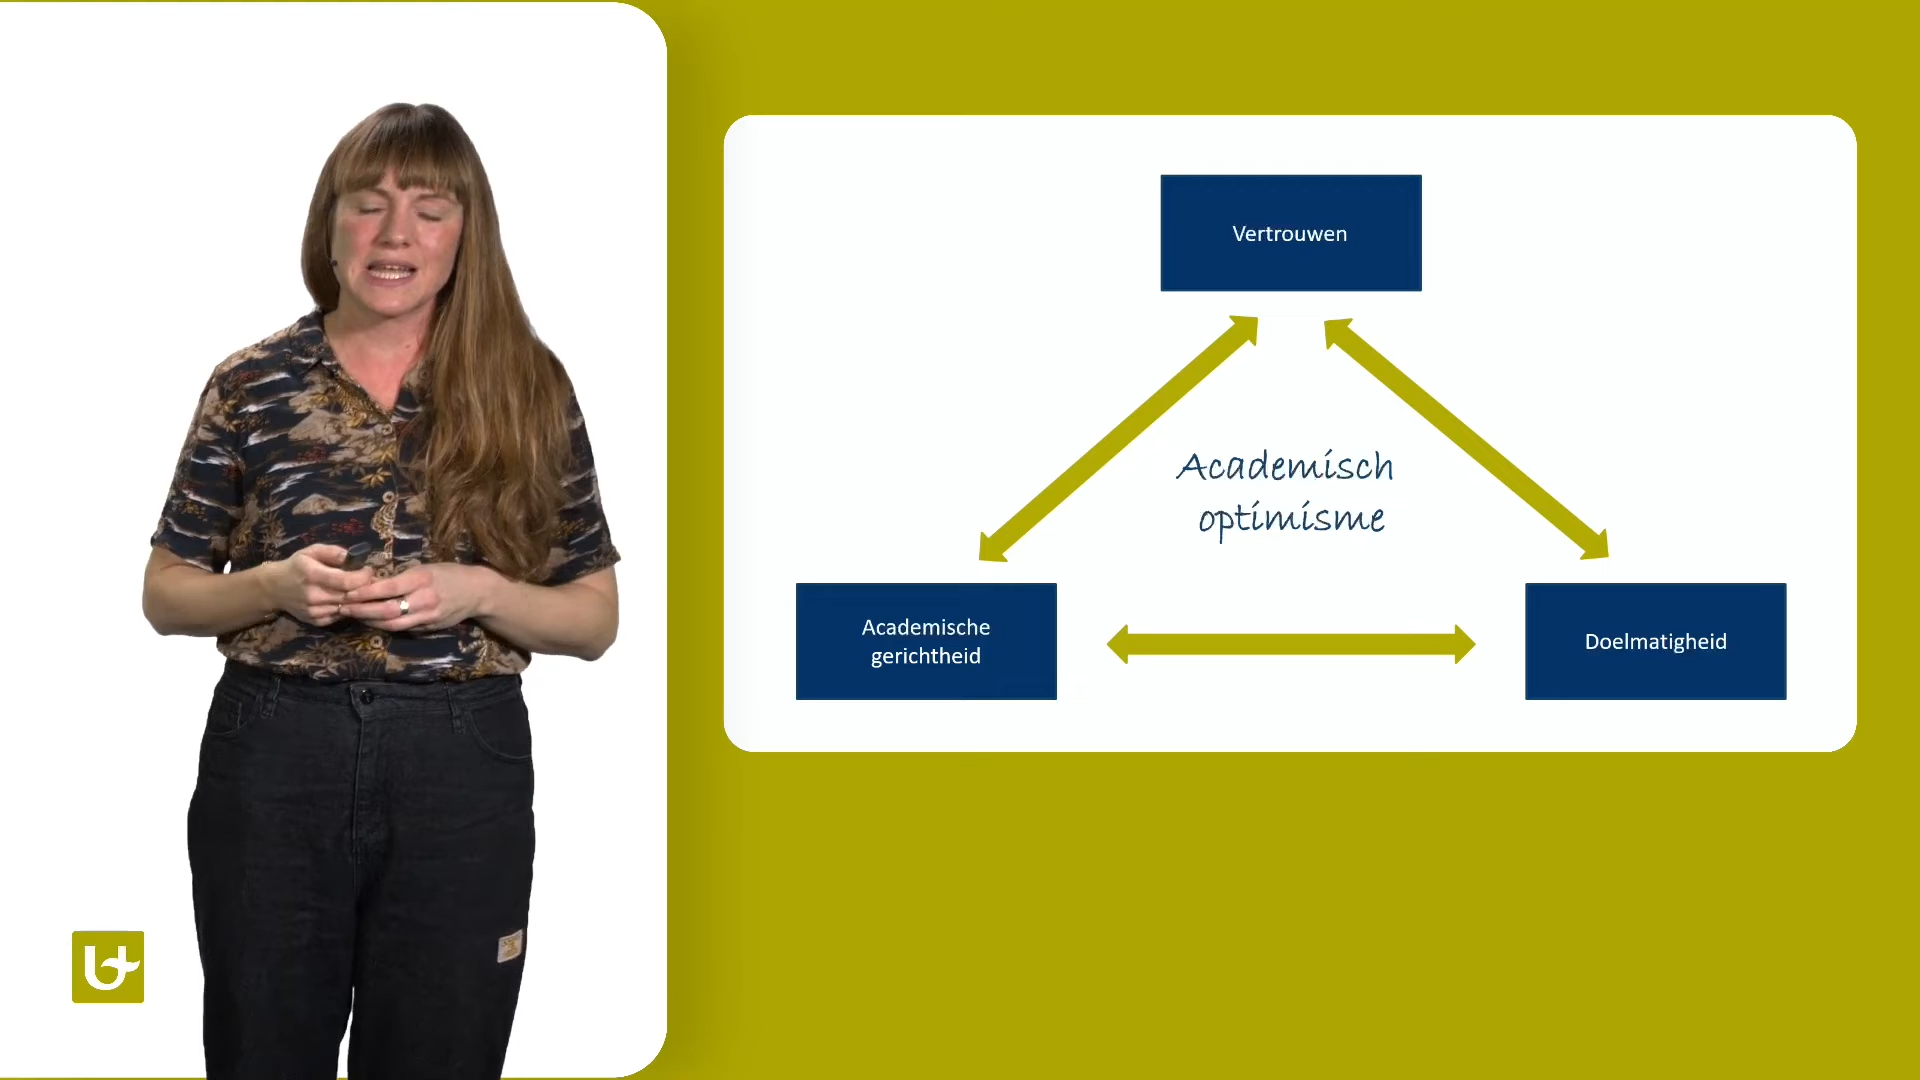 Vertrouwen
Academisch
optimisme
Academische
gerichtheid
Doelmatigheid